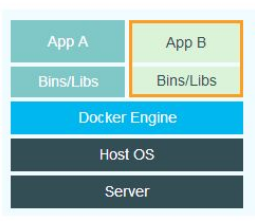 App A App B
Bins/Libs Bins/Libs
Docker Engine
Host OS
Server